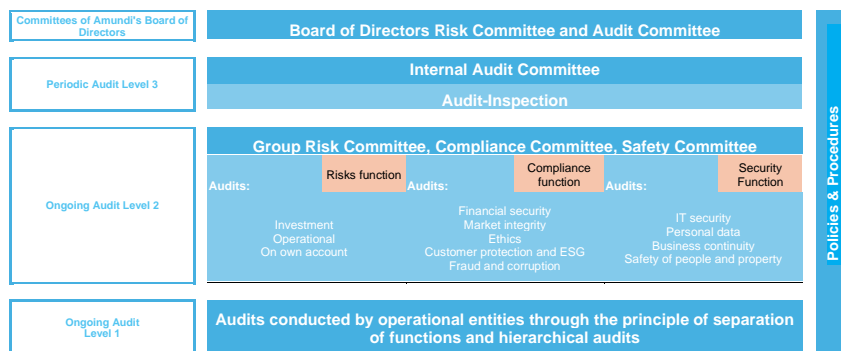 Committees of Amundi's Board of
Directors
Board of Directors Risk Committee and Audit Committee
Periodic Audit Level 3
Internal Audit Committee
Audit-Inspection
Ongoing Audit Level 2
Group Risk Committee, Compliance Committee, Safety Committee
Audits:
Risks function
Investment
Operational
On own account
Audits:
Compliance
function
Financial security
Market integrity
Ethics
Customer protection and ESG
Fraud and corruption
Audits:
Security
Function
IT security
Personal data
Business continuity
Safety of people and property
Ongoing Audit
Level 1
Audits conducted by operational entities through the principle of separation
of functions and hierarchical audits
Policies & Procedures